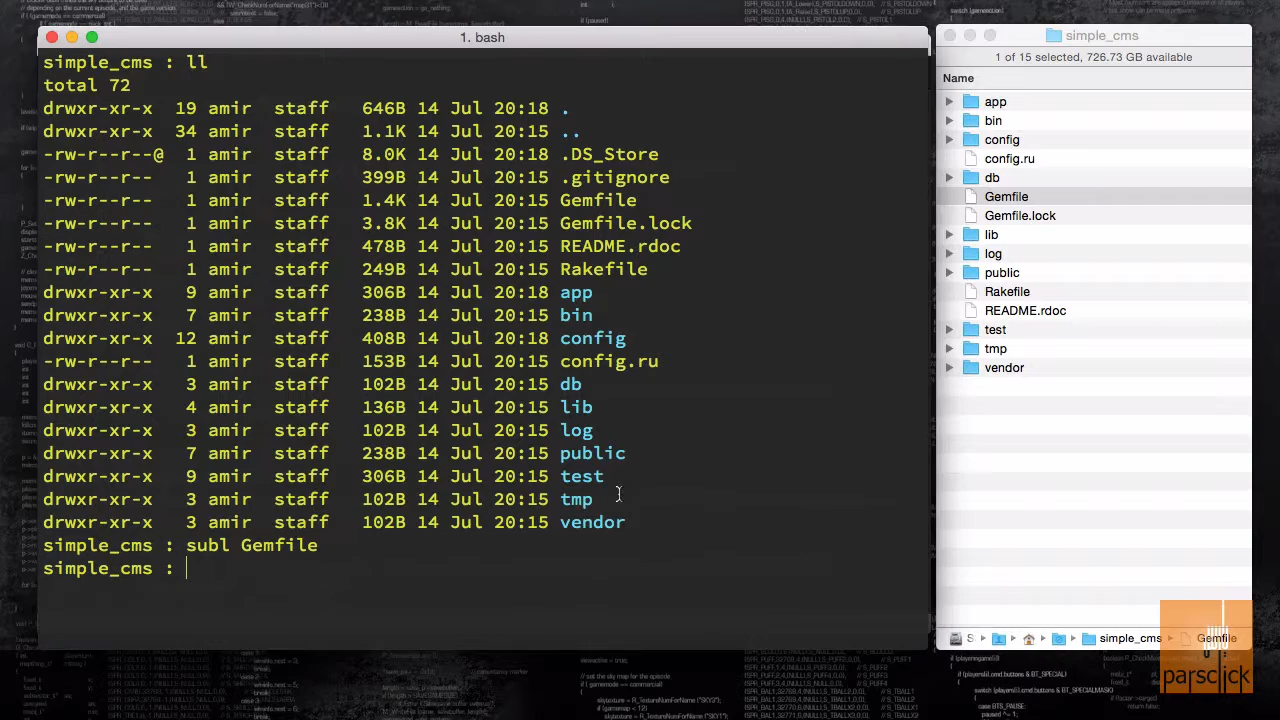 1. bash
simple_cms : ll
total 72
drwxr-xr-x 19 amir staff 646B 14 Jul 20:18 .
drwxr-xr-x 34 amir staff 1.1K 14 Jul 20:15 ..
-rw-r--r--@ 1 amir staff 8.0K 14 Jul 20:18 .DS_Store
-rw-r--r-- 1 amir staff 399B 14 Jul 20:15 .gitignore
-rw-r--r-- 1 amir staff 1.4K 14 Jul 20:15 Gemfile
-rw-r--r-- 1 amir staff 3.8K 14 Jul 20:15 Gemfile.lock
-rw-r--r-- 1 amir staff 478B 14 Jul 20:15 README.rdoc
-rw-r--r-- 1 amir staff 249B 14 Jul 20:15 Rakefile
drwxr-xr-x 9 amir staff 306B 14 Jul 20:18 app
drwxr-xr-x 7 amir staff 238B 14 Jul 20:15 bin
drwxr-xr-x 12 amir staff 408B 14 Jul 20:18 config
-rw-r--r-- 1 amir staff 153B 14 Jul 20:15 config.ru
drwxr-xr-x 3 amir staff 102B 14 Jul 20:15 db
drwxr-xr-x 4 amir staff 136B 14 Jul 20:15 lib
drwxr-xr-x 3 amir staff 102B 14 Jul 20:15 log
drwxr-xr-x 7 amir staff 238B 14 Jul 20:15 public
drwxr-xr-x 9 amir staff 306B 14 Jul 20:15 test
drwxr-xr-x 3 amir staff 102B 14 Jul 20:15 tmp
drwxr-xr-x 3 amir staff 102B 14 Jul 20:15 vendor
simple_cms : subl Gemfile
simple_cms :
simple_cms
1 of 15 selected, 726.73 GB available
Name
app
bin
config
config.ru
db
Gemfile
Gemfile.lock
lib
log
public
Rakefile
README.rdoc
test
tmp
vendor
S
simple_cms
Gemfile
parsclick